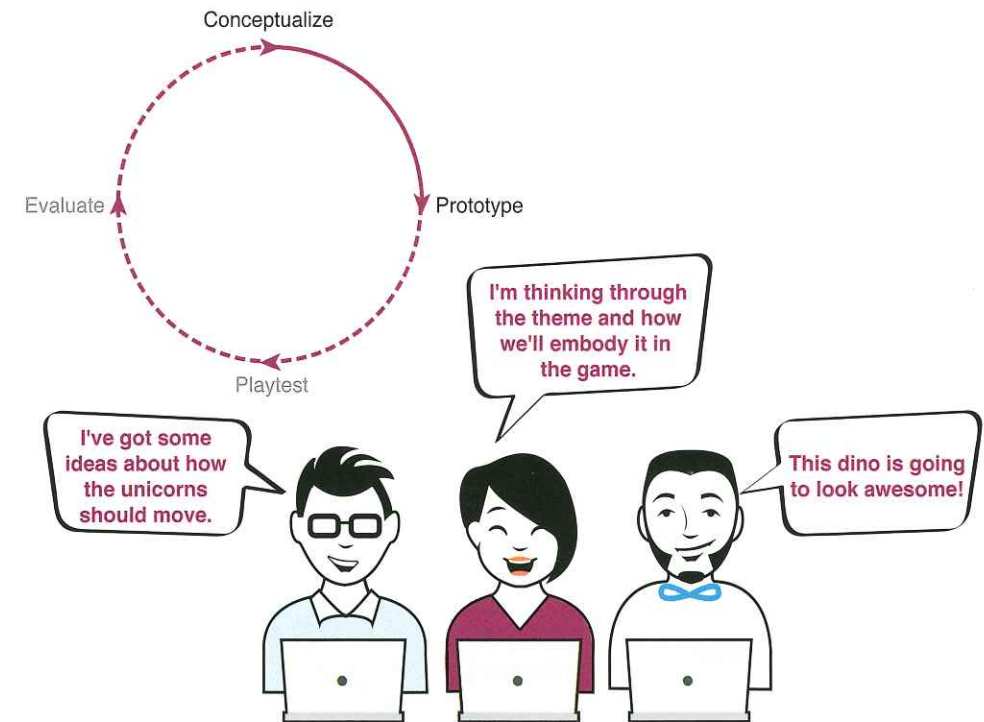 Conceptualize
Evaluate
Prototype
Playtest
I'm thinking through
the theme and how
we'll embody it in
the game.
I've got some
ideas about how
the unicorns
should move.
This dino is going
to look awesome!